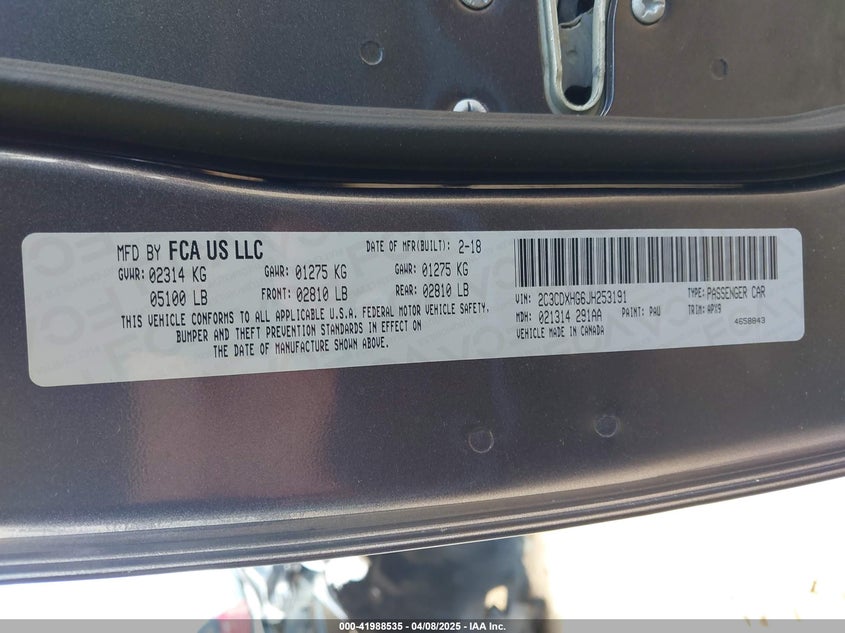 MFD BY FCA US LLC DATE OF MFR(BUILT): 2-18
GVWR: 02314 KG GAWR: 01275 KG GAWR: 01275 KG
05100 LB FRONT: 02810 LB REAR: 02810 LB
THIS VEHICLE CONFORMS TO ALL APPLICABLE U.S.A. FEDERAL MOTOR VEHICLE SAFETY,
BUMPER AND THEFT PREVENTION STANDARDS IN EFFECT ON
THE DATE OF MANUFACTURE SHOWN ABOVE.
VIN: 2C3CDXHG6JH253191 TYPE: PASSENGER CAR
MDH: 021314 291AA PAINT: PAU TRIM: APX9
VEHICLE MADE IN CANADA 4658843
000-41988535 - 04/08/2025 - IAA Inc.